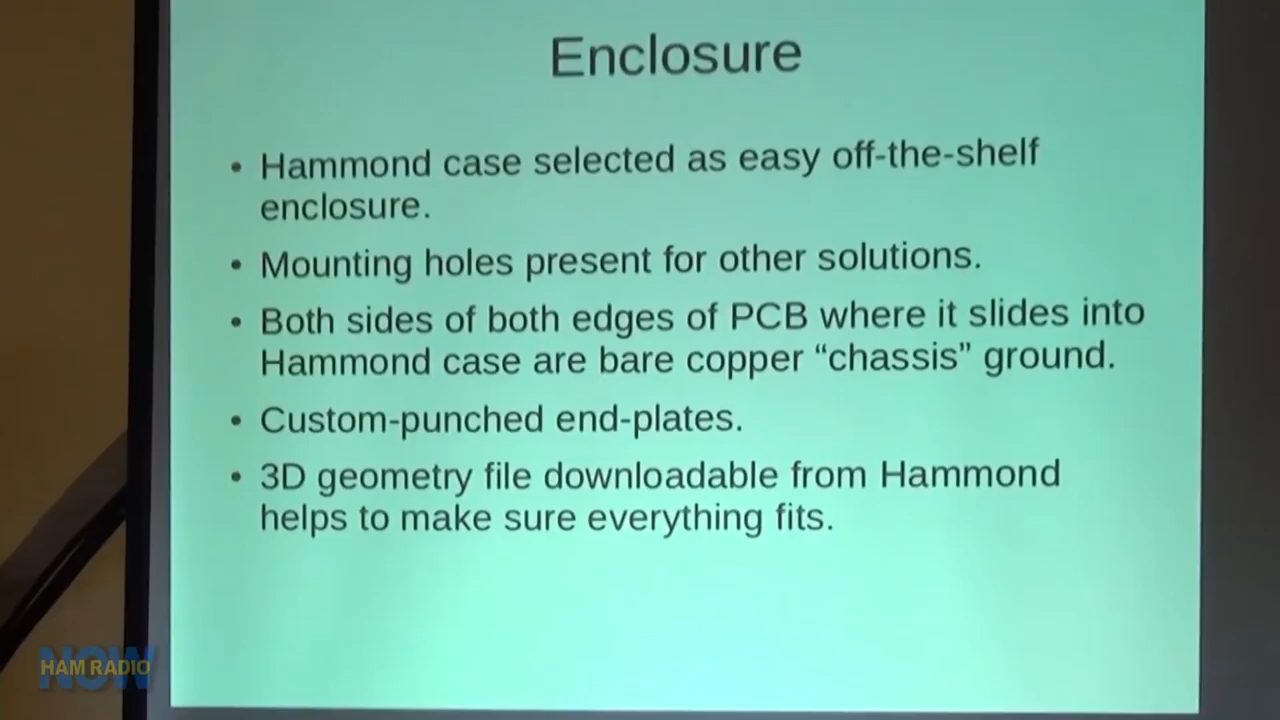 Enclosure
• Hammond case selected as easy off-the-shelf
enclosure.
• Mounting holes present for other solutions.
• Both sides of both edges of PCB where it slides into
Hammond case are bare copper “chassis” ground.
• Custom-punched end-plates.
• 3D geometry file downloadable from Hammond
helps to make sure everything fits.
HAM RADIO
NOW